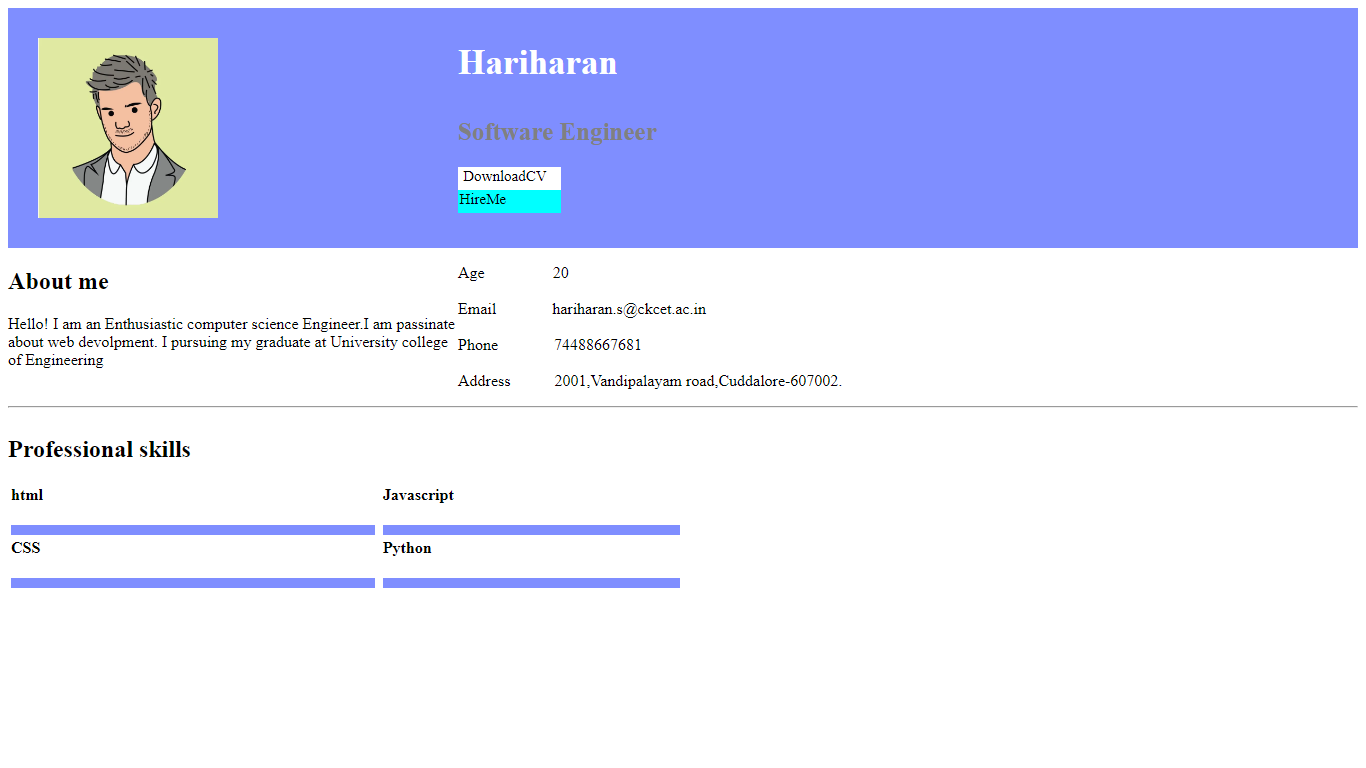 Hariharan
Software Engineer
DownloadCV
HireMe
About me
Hello! I am an Enthusiastic computer science Engineer.I am passinate
about web devolpment. I pursuing my graduate at University college
of Engineering
Age 20
Email hariharan.s@ckcet.ac.in
Phone 74488667681
Address 2001,Vandipalayam road,Cuddalore-607002.
Professional skills
html Javascript
CSS Python